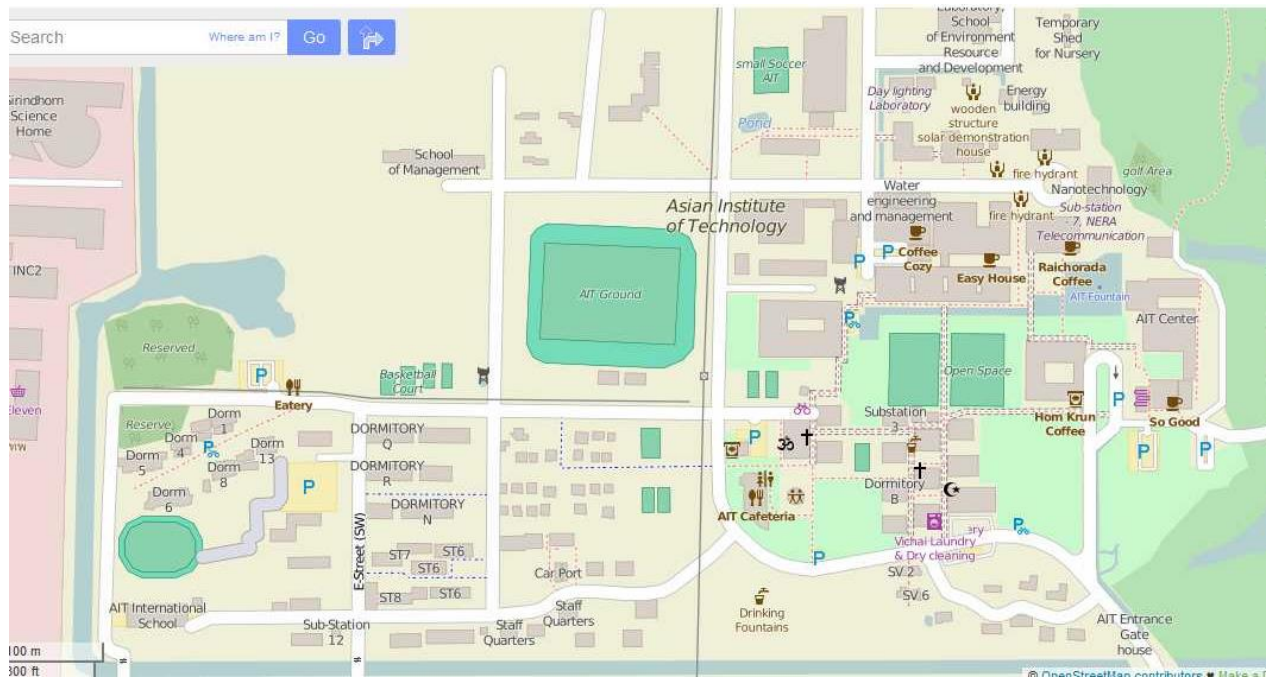 Search
Where am I?
Go
Laboratory,
School
of Environment
Resource
and Development
Temporary
Shed
for Nursery
small Soccer
AIT
Day lighting
Laboratory
Energy
building
wooden
structure
solar demonstration
house
Pond
Science
Home
School
of Management
fire hydrant
golf Area
Nanotechnology
Water
engineering
and management
fire hydrant
Sub-station
7, NERA
Telecommunication
Asian Institute
of Technology
P
P
Coffee
Cozy
Easy House
Raichorada
Coffee
INC2
AIT Ground
AIT Fountain
P
AIT Center
Reserved
Basketball
Court
Open Space
P
Eatery
P
Eleven
Reserve
Dorm
1
Dorm
4
Dorm
5
Dorm
13
Dorm
8
Dorm
6
P
P
DORMITORY
Q
DORMITORY
R
DORMITORY
N
Substation
3
Hom Krun
Coffee
So Good
P
ॐ
P
P
Dormitory
B
AIT Cafeteria
Vichai Laundry
& Dry cleaning
ery
P
P
E-Street (SW)
ST7
ST6
ST6
ST8
ST6
Car Port
SV 2
SV 6
AIT International
School
Sub-Station
12
Staff
Quarters
Staff
Quarters
Drinking
Fountains
AIT Entrance
Gate
house
100 m
300 ft
© OpenStreetMap contributors ♥ Make a